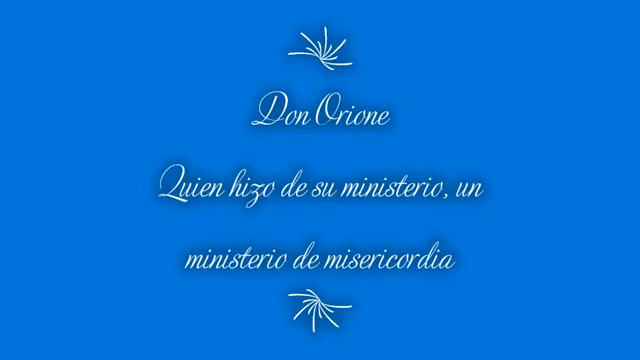 Don Orione
Quien hizo de su ministerio, un
ministerio de misericordia